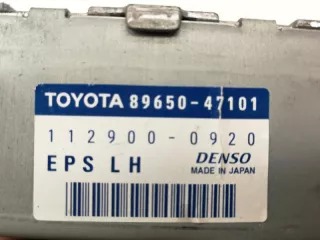 TOYOTA 89650-47101
112900-0920
EPS LH DENSO
MADE IN JAPAN